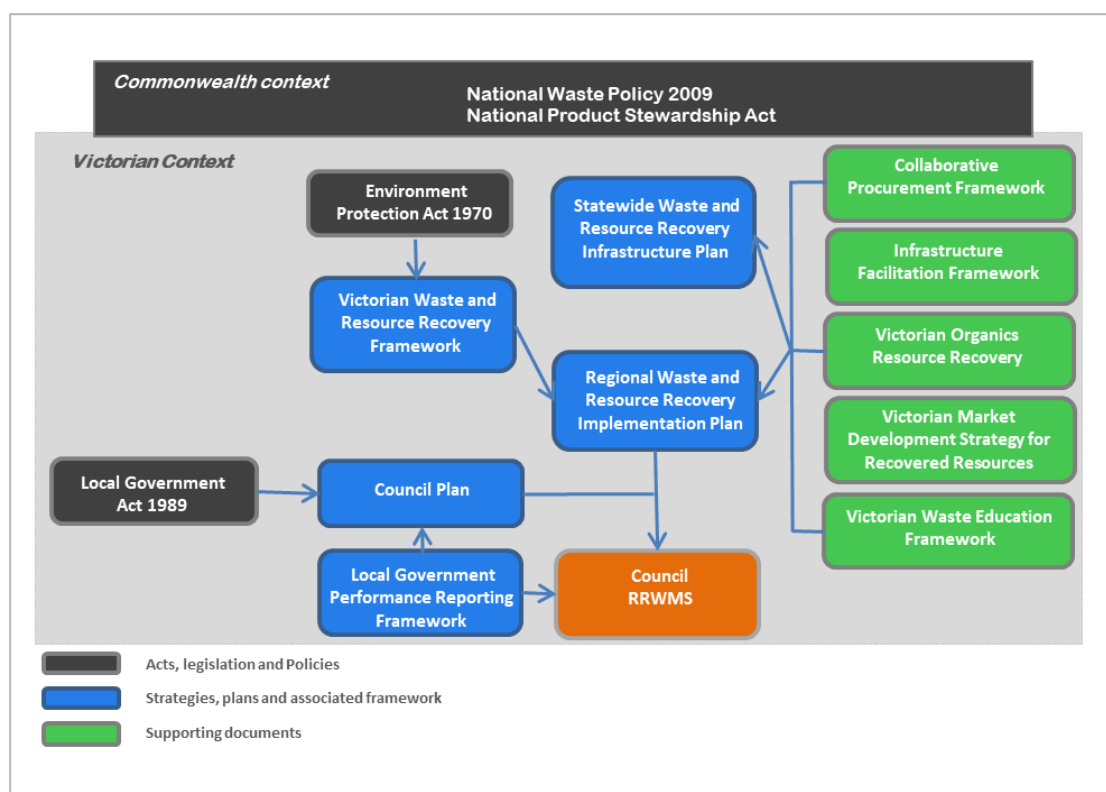 Commonwealth context
National Waste Policy 2009
National Product Stewardship Act
Victorian Context
Environment
Protection Act 1970
Statewide Waste and
Resource Recovery
Infrastructure Plan
Collaborative
Procurement Framework
Infrastructure
Facilitation Framework
Victorian Waste and
Resource Recovery
Framework
Victorian Organics
Resource Recovery
Regional Waste and
Resource Recovery
Implementation Plan
Victorian Market
Development Strategy for
Recovered Resources
Local Government
Act 1989
Council Plan
Victorian Waste Education
Framework
Local Government
Performance Reporting
Framework
Council
RRWMS
Acts, legislation and Policies
Strategies, plans and associated framework
Supporting documents